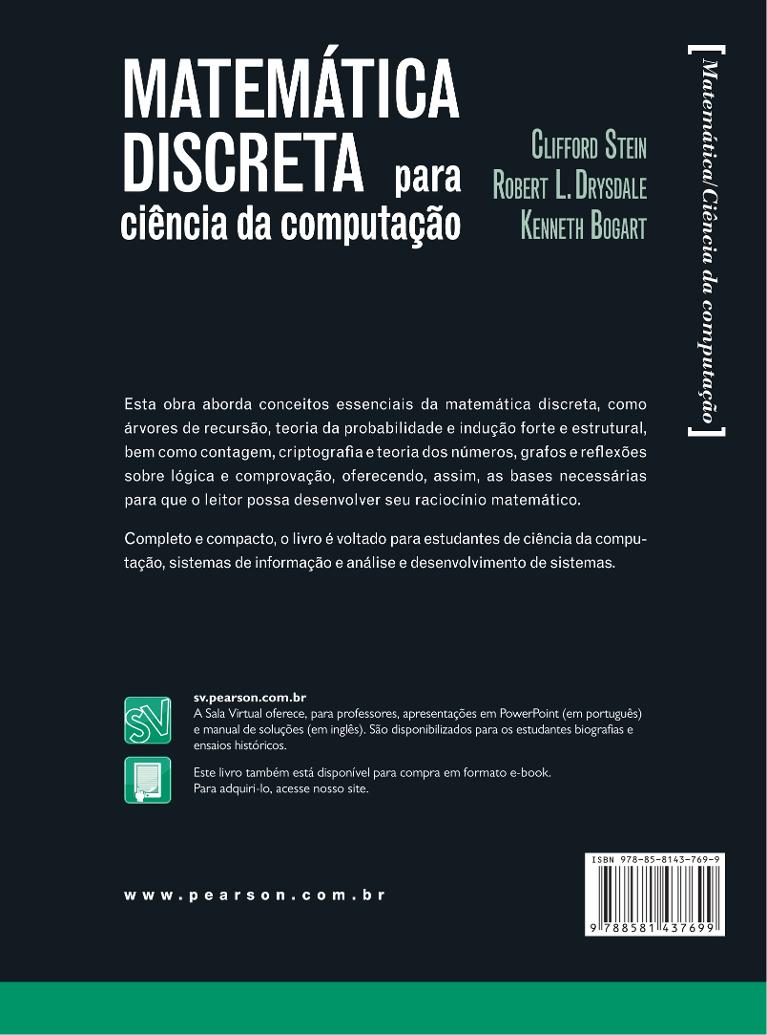 MATEMÁTICA
DISCRETA para
ciência da computação
CLIFFORD STEIN
ROBERT L. DRYSDALE
KENNETH BOGART
[Matemática/Ciência da computação]
Esta obra aborda conceitos essenciais da matemática discreta, como
árvores de recursão, teoria da probabilidade e indução forte e estrutural,
bem como contagem, criptografia e teoria dos números, grafos e reflexões
sobre lógica e comprovação, oferecendo, assim, as bases necessárias
para que o leitor possa desenvolver seu raciocínio matemático.
Completo e compacto, o livro é voltado para estudantes de ciência da compu-
tação, sistemas de informação e análise e desenvolvimento de sistemas.
SV
sv.pearson.com.br
A Sala Virtual oferece, para professores, apresentações em PowerPoint (em português)
e manual de soluções (em inglês). São disponibilizados para os estudantes biografias e
ensaios históricos.
Este livro também está disponível para compra em formato e-book.
Para adquiri-lo, acesse nosso site.
www.pearson.com.br
ISBN 978-85-8143-769-9
9 788581 437699